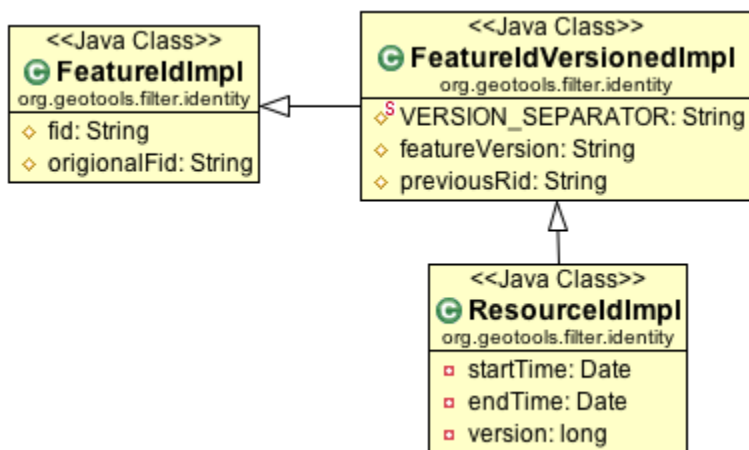 <<Java Class>>
FeatureIdImpl
org.geotools.filter.identity
fid: String
origionalFid: String
<<Java Class>>
FeatureIdVersionedImpl
org.geotools.filter.identity
S VERSION_SEPARATOR: String
featureVersion: String
previousRid: String
<<Java Class>>
ResourceIdImpl
org.geotools.filter.identity
startTime: Date
endTime: Date
version: long